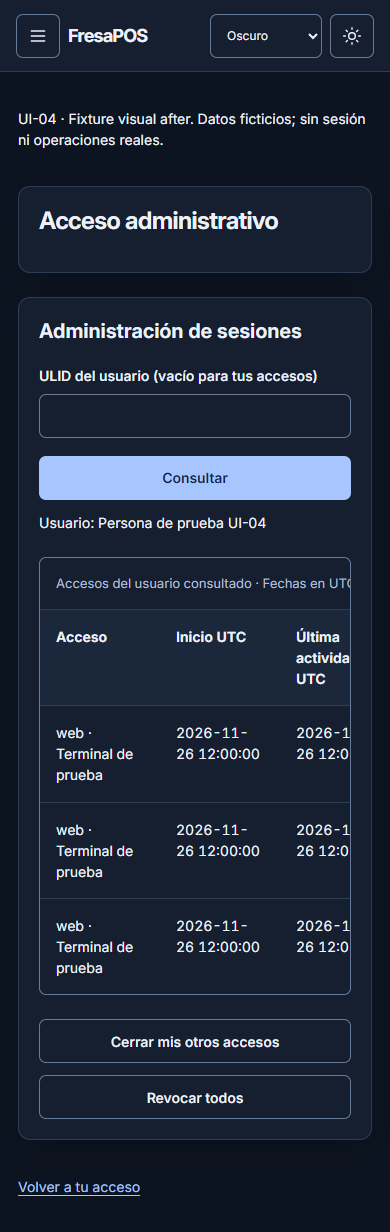 FresaPOS
Oscuro
UI-04 · Fixture visual after. Datos ficticios; sin sesión
ni operaciones reales.
Acceso administrativo
Administración de sesiones
ULID del usuario (vacío para tus accesos)
Consultar
Usuario: Persona de prueba UI-04
Accesos del usuario consultado · Fechas en UTC
Acceso Inicio UTC Última
activida
UTC
web · 2026-11- 2026-1
Terminal de 26 12:00:00 26 12:0
prueba
web · 2026-11- 2026-1
Terminal de 26 12:00:00 26 12:0
prueba
web · 2026-11- 2026-1
Terminal de 26 12:00:00 26 12:0
prueba
Cerrar mis otros accesos
Revocar todos
Volver a tu acceso